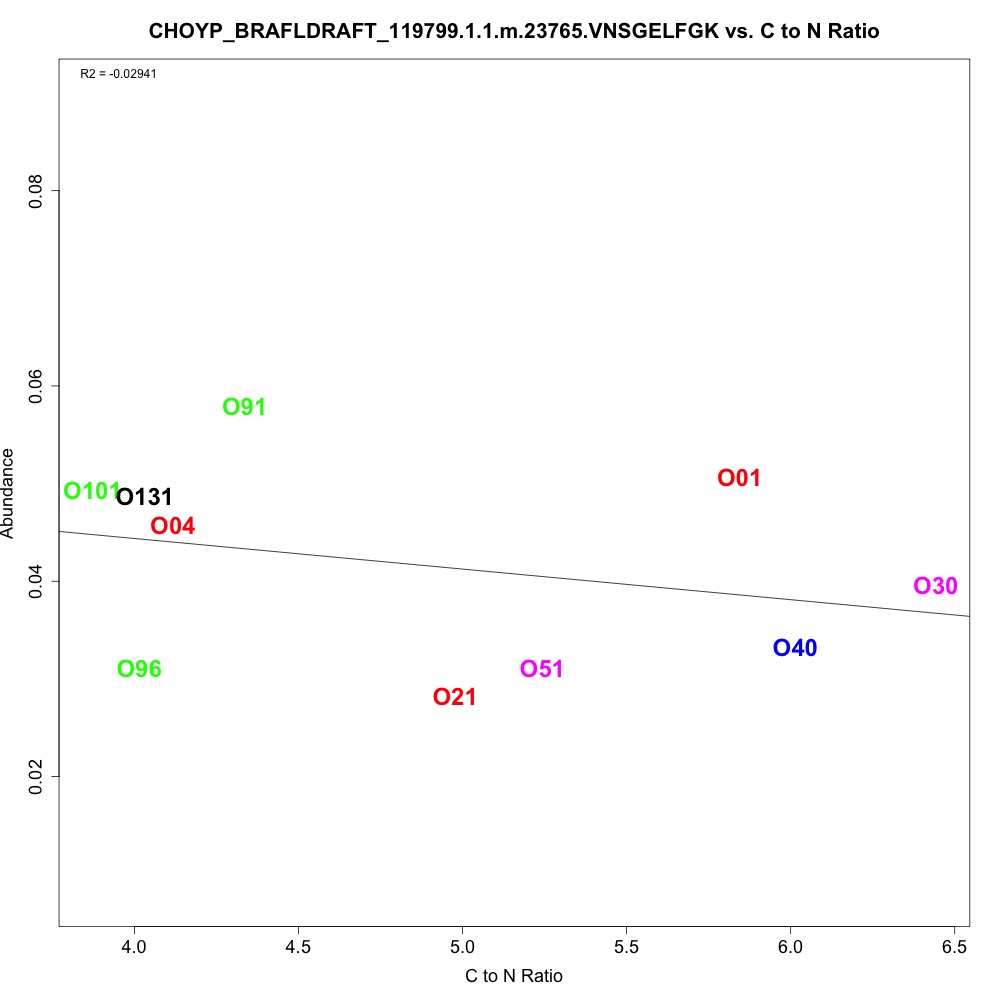 CHOYP_BRAFLDRAFT_119799.1.1.m.23765.VNSGELFGK vs. C to N Ratio
R2 = -0.02941
0.08
0.06
O91
O01
O101
O131
Abundance
O04
0.04
O30
O40
O96
O51
O21
0.02
4.0 4.5 5.0 5.5 6.0 6.5
C to N Ratio